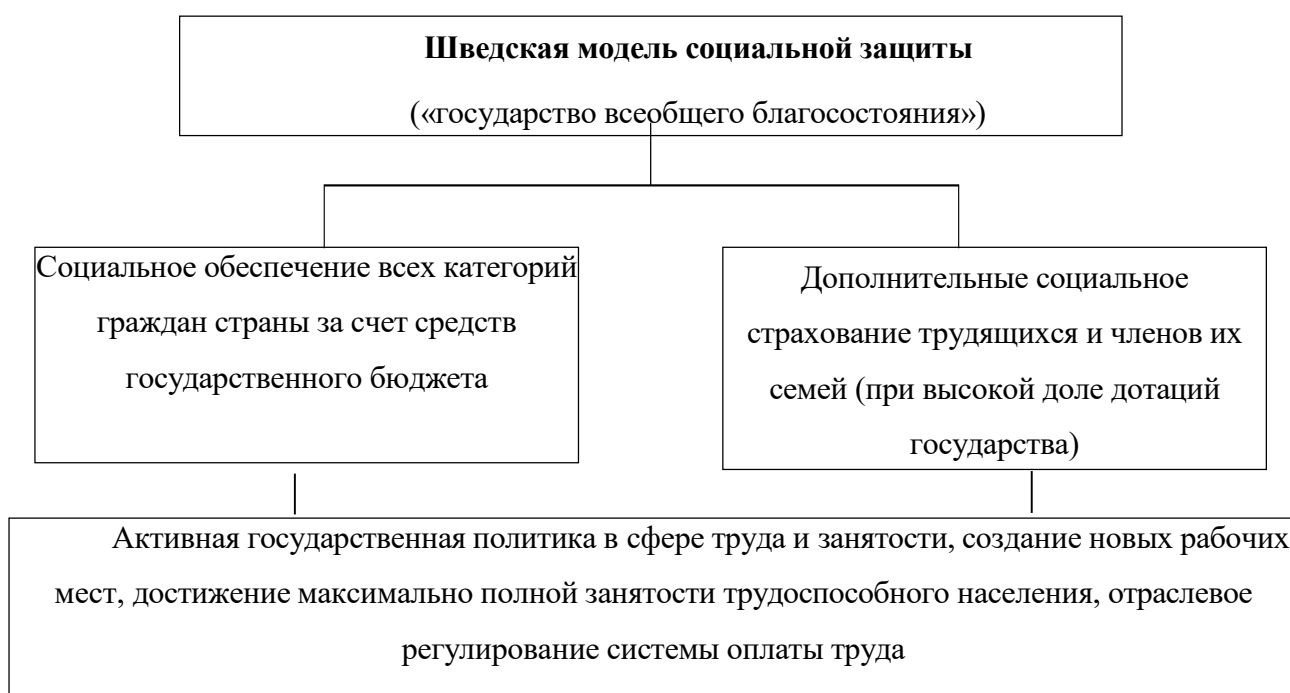 Шведская модель социальной защиты
(«государство всеобщего благосостояния»)
Социальное обеспечение всех категорий
граждан страны за счет средств
государственного бюджета
Дополнительные социальное
страхование трудящихся и членов их
семей (при высокой доле дотаций
государства)
Активная государственная политика в сфере труда и занятости, создание новых рабочих
мест, достижение максимально полной занятости трудоспособного населения, отраслевое
регулирование системы оплаты труда